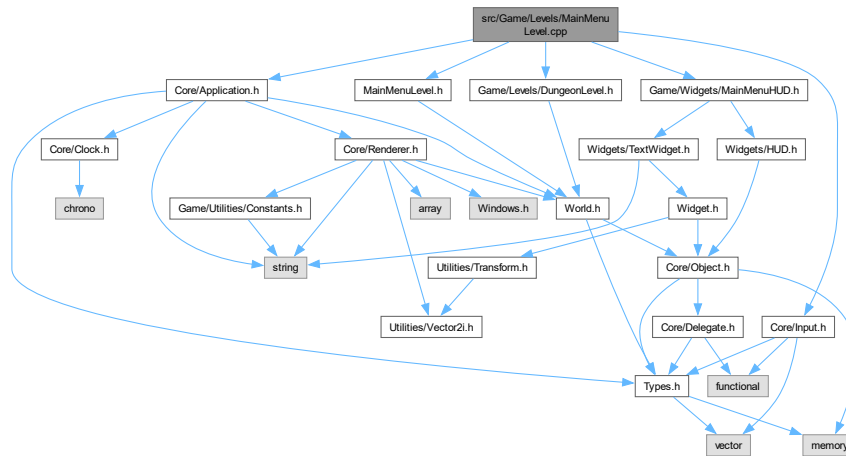 src/Game/Levels/MainMenu
Level.cpp
Core/Application.h
MainMenuLevel.h
Game/Levels/DungeonLevel.h
Game/Widgets/MainMenuHUD.h
Core/Clock.h
Core/Renderer.h
Widgets/TextWidget.h
Widgets/HUD.h
chrono
Game/Utilities/Constants.h
array
Windows.h
World.h
Widget.h
string
Utilities/Transform.h
Core/Object.h
Utilities/Vector2i.h
Core/Delegate.h
Core/Input.h
Types.h
functional
vector
memory